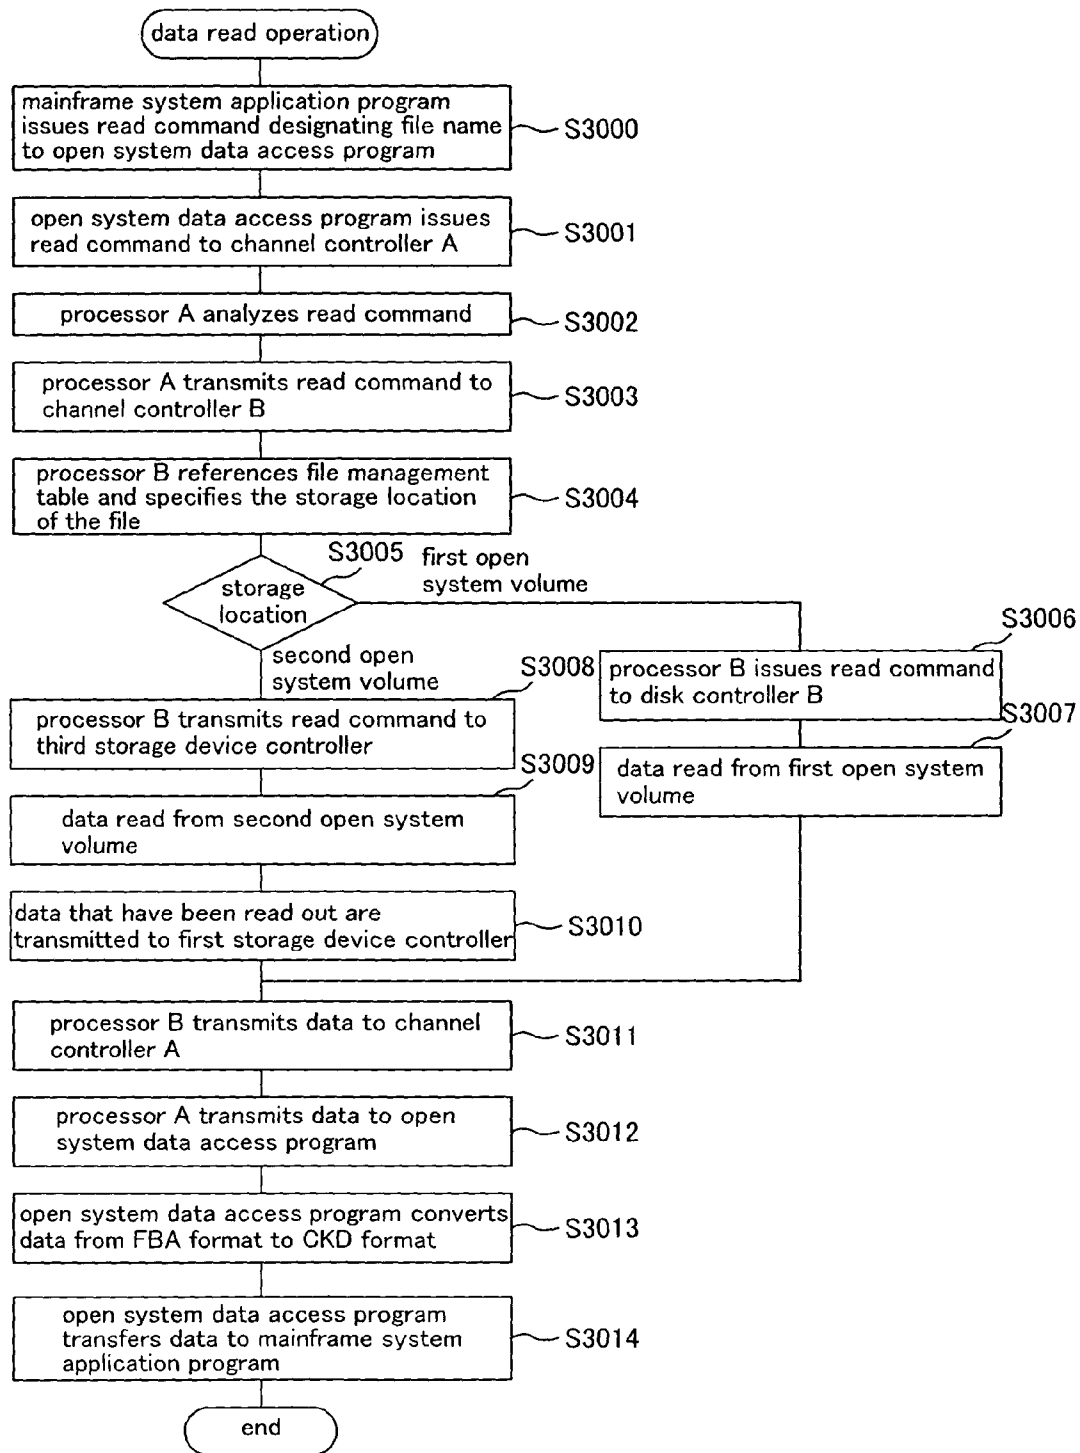 data read operation
mainframe system application program
issues read command designating file name
to open system data access program
S3000
open system data access program issues
read command to channel controller A
S3001
processor A analyzes read command
S3002
processor A transmits read command to
channel controller B
S3003
processor B references file management
table and specifies the storage location
of the file
S3004
S3005
first open
system volume
storage
location
second open
system volume
S3006
processor B issues read command
to disk controller B
S3007
data read from first open system
volume
S3008
processor B transmits read command to
third storage device controller
S3009
data read from second open system
volume
data that have been read out are
transmitted to first storage device controller
S3010
processor B transmits data to channel
controller A
S3011
processor A transmits data to open
system data access program
S3012
open system data access program converts
data from FBA format to CKD format
S3013
open system data access program
transfers data to mainframe system
application program
S3014
end